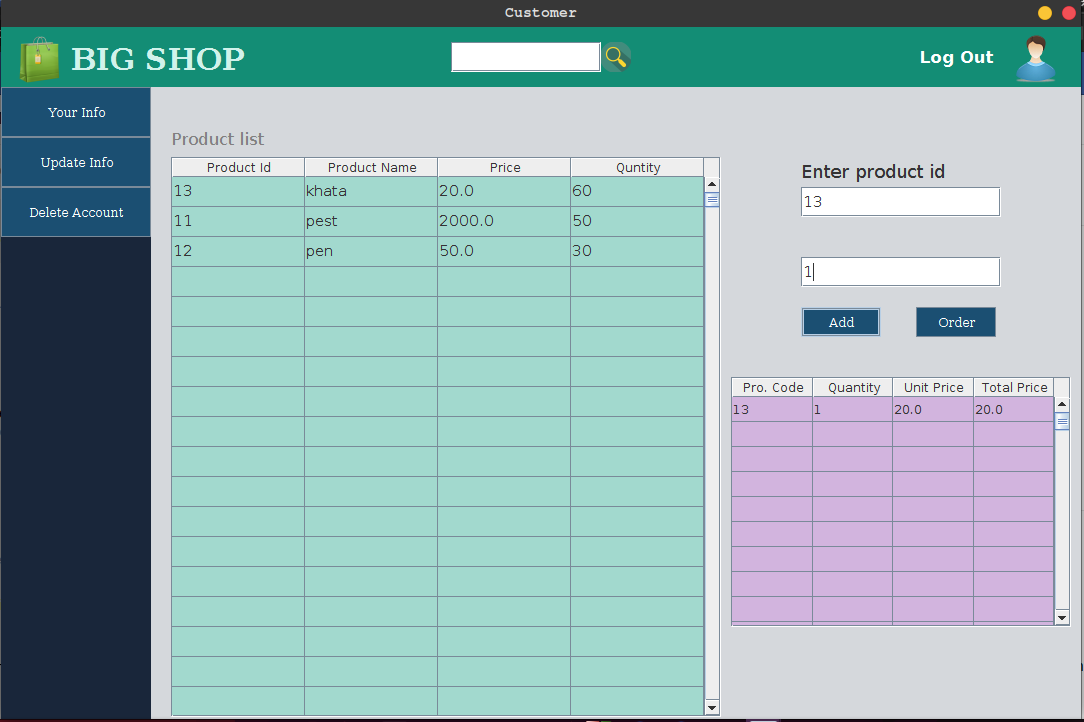 Customer
BIG SHOP
Log Out
Your Info
Update Info
Delete Account
Product list
Product Id Product Name Price Quntity
13 khata 20.0 60
11 pest 2000.0 50
12 pen 50.0 30
Enter product id
13
1
Add Order
Pro. Code Quantity Unit Price Total Price
13 1 20.0 20.0